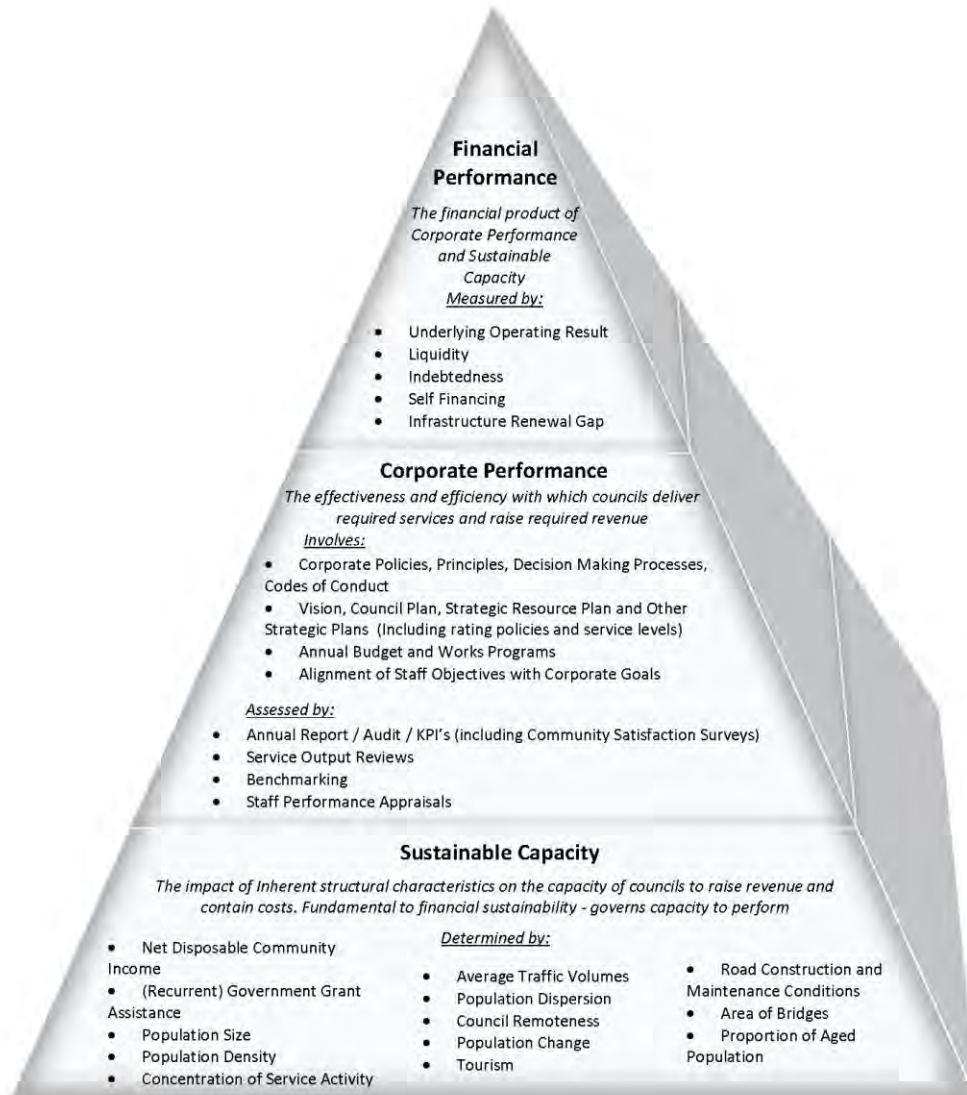 Financial
Performance
The financial product of
Corporate Performance
and Sustainable
Capacity
Measured by:
• Underlying Operating Result
• Liquidity
• Indebtedness
• Self Financing
• Infrastructure Renewal Gap
Corporate Performance
The effectiveness and efficiency with which councils deliver
required services and raise required revenue
Involves:
• Corporate Policies, Principles, Decision Making Processes,
Codes of Conduct
• Vision, Council Plan, Strategic Resource Plan and Other
Strategic Plans (Including rating policies and service levels)
• Annual Budget and Works Programs
• Alignment of Staff Objectives with Corporate Goals
Assessed by:
• Annual Report / Audit / KPI's (including Community Satisfaction Surveys)
• Service Output Reviews
• Benchmarking
• Staff Performance Appraisals
Sustainable Capacity
The impact of Inherent structural characteristics on the capacity of councils to raise revenue and
contain costs. Fundamental to financial sustainability - governs capacity to perform
Determined by:
• Net Disposable Community
Income
• (Recurrent) Government Grant
Assistance
• Population Size
• Population Density
• Concentration of Service Activity
• Average Traffic Volumes
• Population Dispersion
• Council Remoteness
• Population Change
• Tourism
• Road Construction and
Maintenance Conditions
• Area of Bridges
• Proportion of Aged
Population